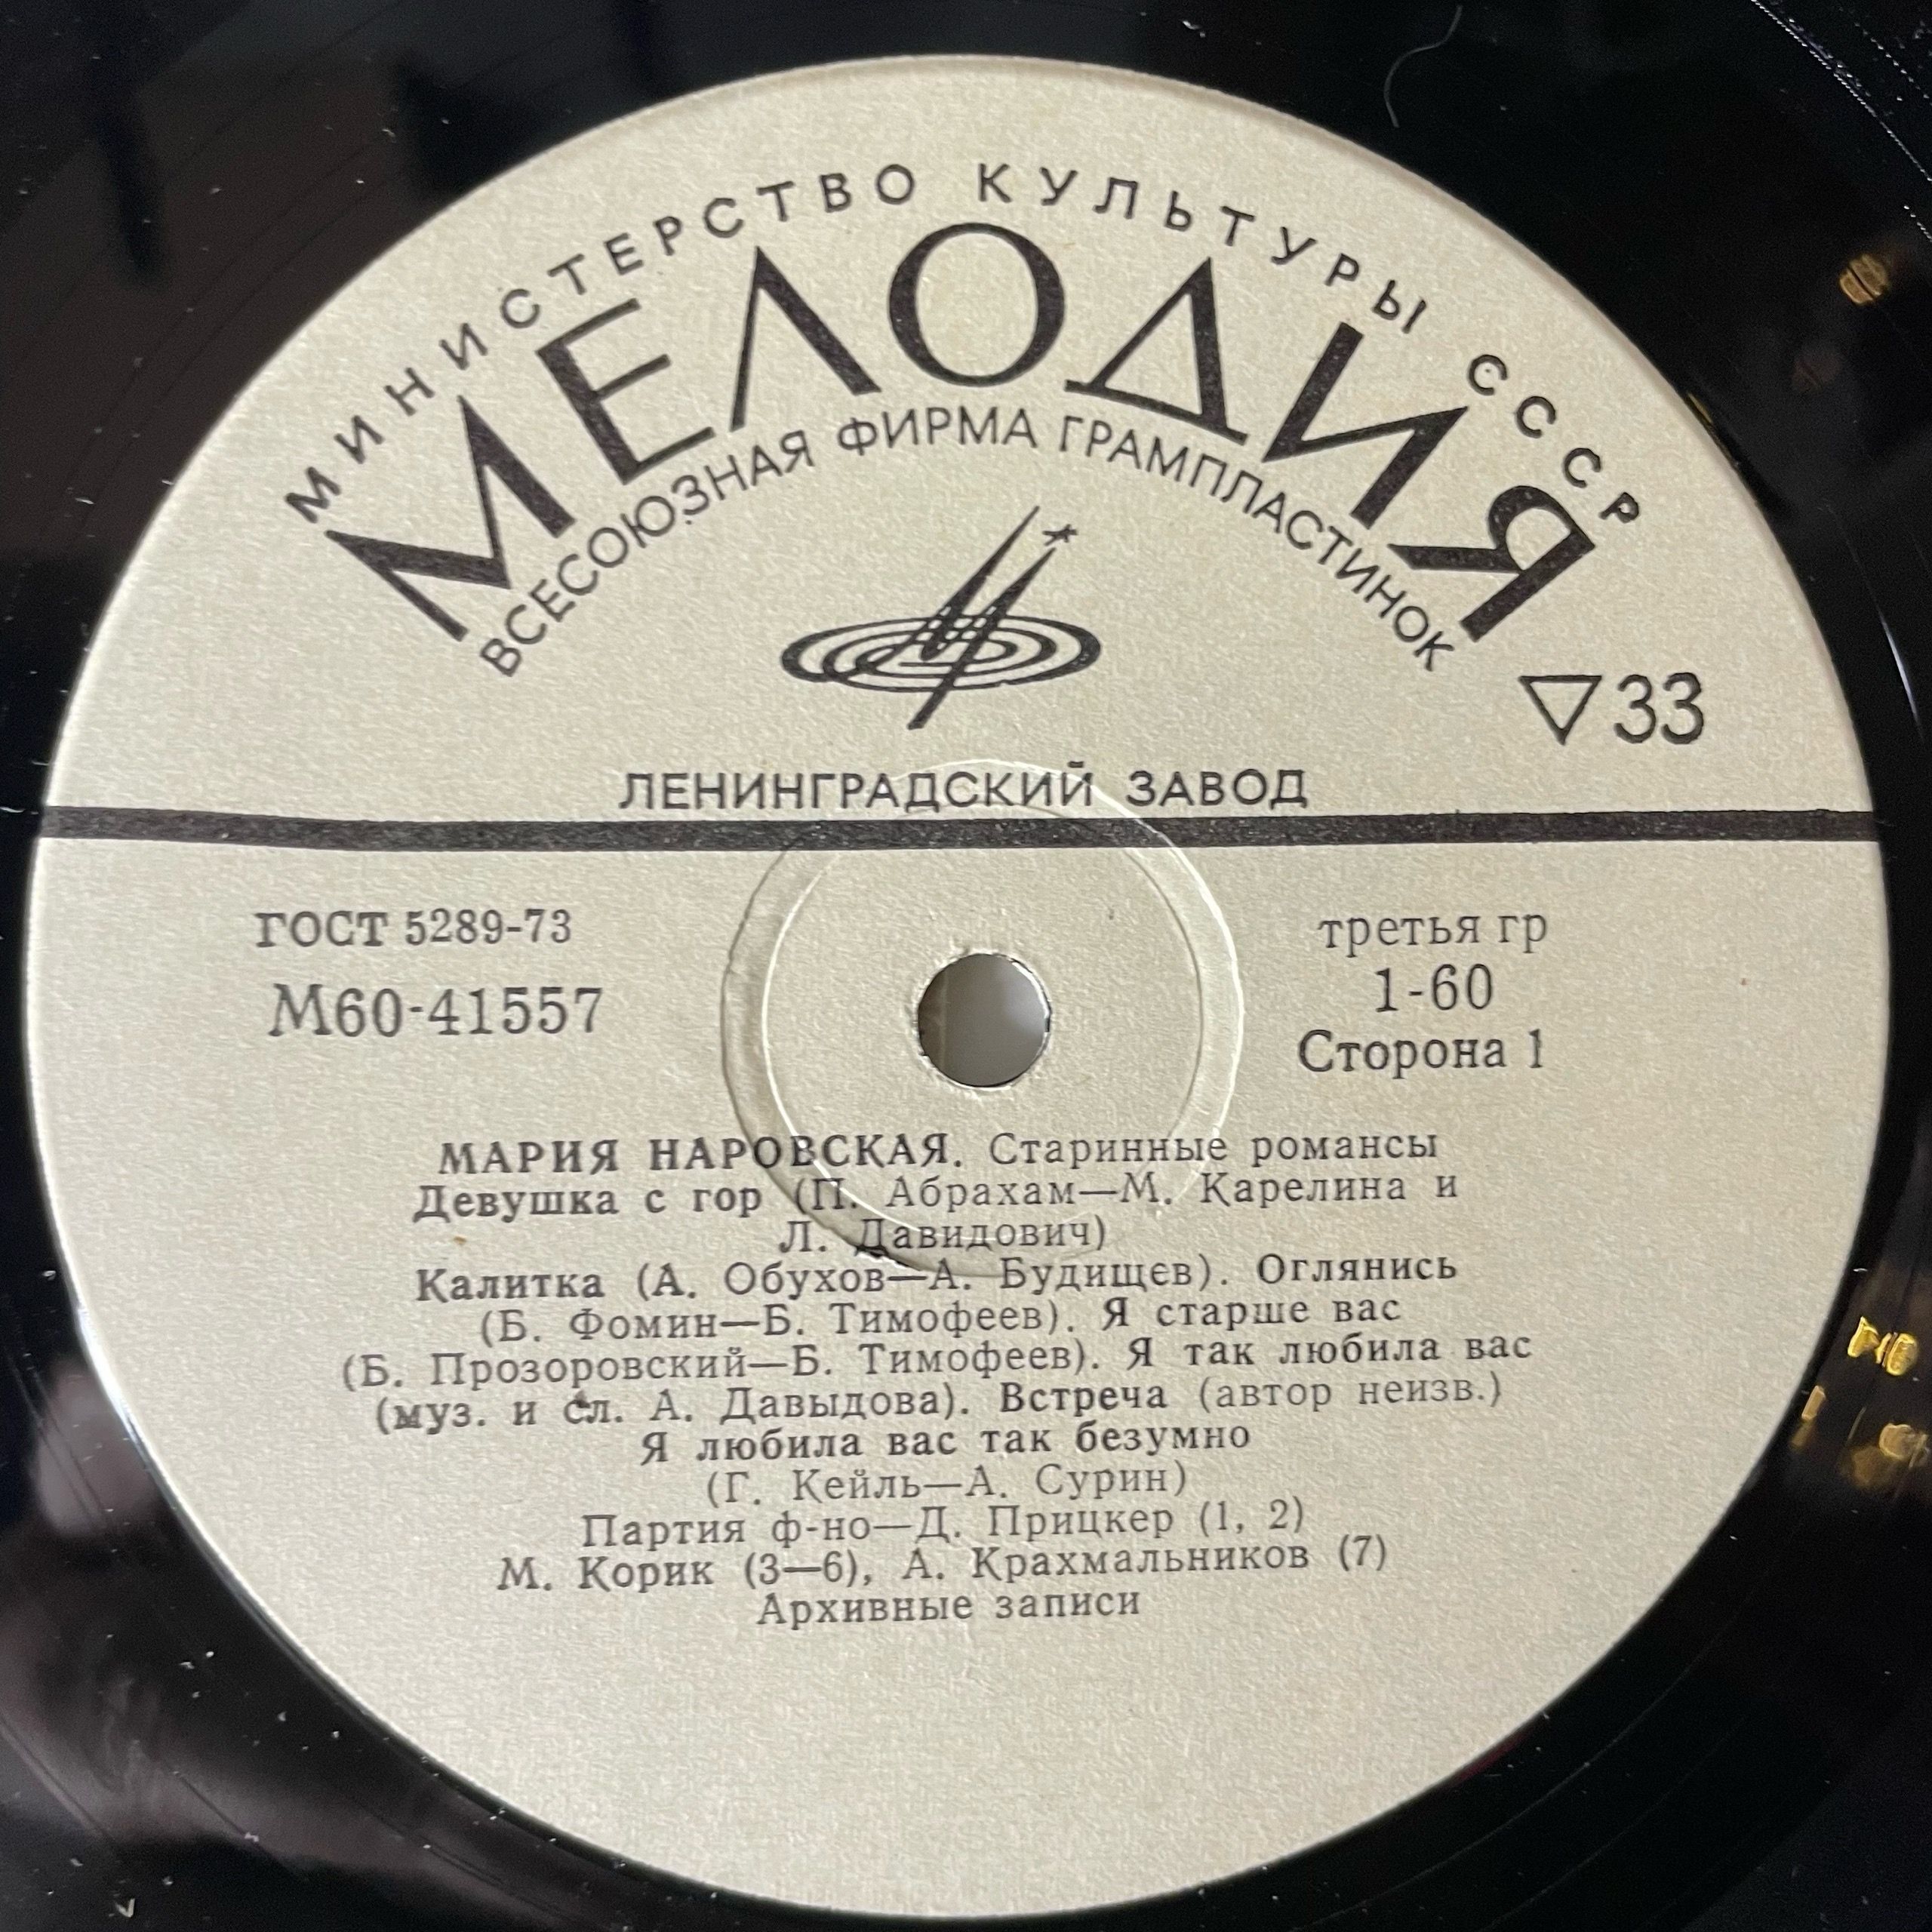 МИНИСТЕРСТВО КУЛЬТУРЫ СССР
МЕЛОДИЯ
ВСЕСОЮЗНАЯ ФИРМА ГРАМПЛАСТИНОК
33
ЛЕНИНГРАДСКИЙ ЗАВОД
ГОСТ 5289-73
М60-41557
третья гр
1-60
Сторона 1
МАРИЯ НАРОВСКАЯ. Старинные романсы
Девушка с гор (П. Абрахам—М. Карелина и
Л. Давидович)
Калитка (А. Обухов—А. Будищев). Оглянись
(Б. Фомин—Б. Тимофеев). Я старше вас
(Б. Прозоровский—Б. Тимофеев). Я так любила вас
(муз. и сл. А. Давыдова). Встреча (автор неизв.)
Я любила вас так безумно
(Г. Кейль—А. Сурин)
Партия ф-но—Д. Прицкер (1, 2)
М. Корик (3—6), А. Крахмальников (7)
Архивные записи